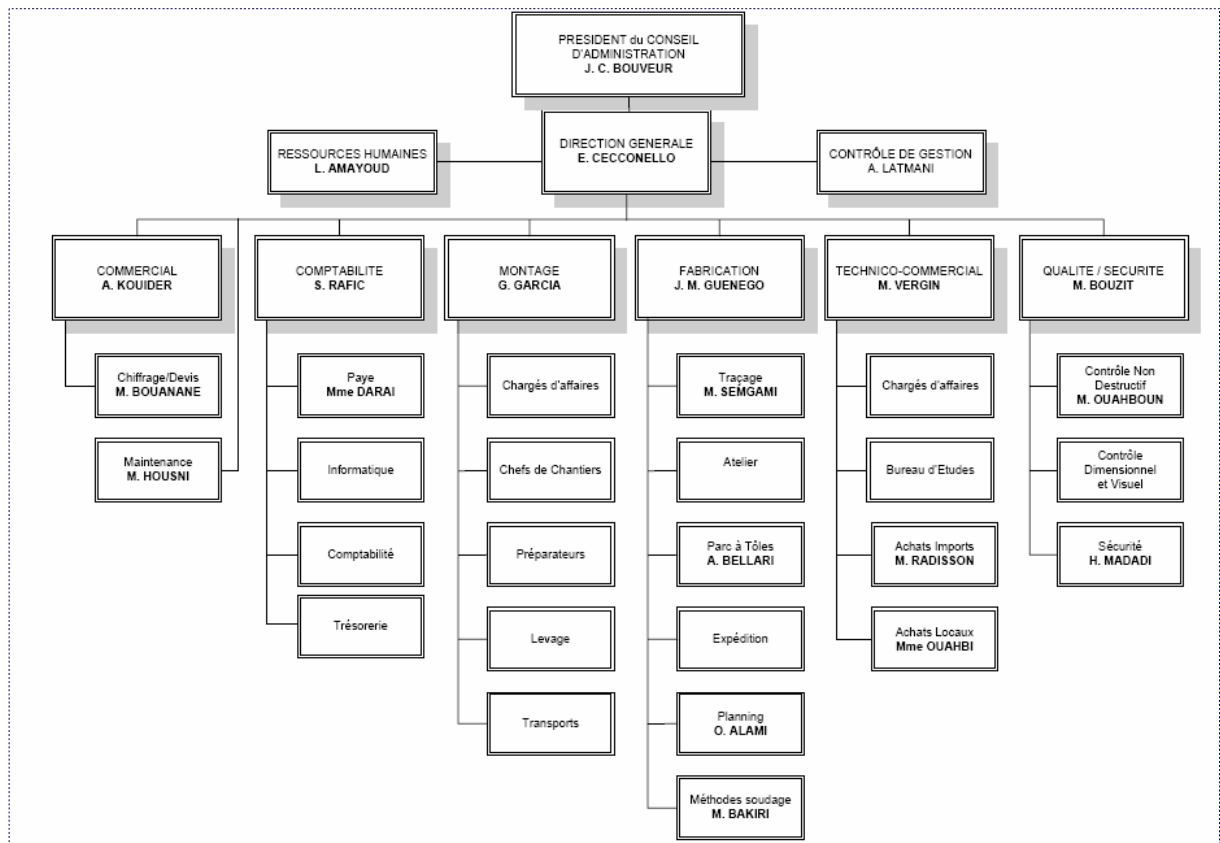 PRESIDENT du CONSEIL
D'ADMINISTRATION
J. C. BOUVEUR
DIRECTION GENERALE
E. CECCONELLO
RESSOURCES HUMAINES
L. AMAYOUD
CONTRÔLE DE GESTION
A. LATMANI
COMMERCIAL
A. KOUIDER
COMPTABILITE
S. RAFIC
MONTAGE
G. GARCIA
FABRICATION
J. M. GUENEGO
TECHNICO-COMMERCIAL
M. VERGIN
QUALITE / SECURITE
M. BOUZIT
Chiffrage/Devis
M. BOUANANE
Maintenance
M. HOUSNI
Paye
Mme DARAI
Informatique
Comptabilité
Trésorerie
Chargés d'affaires
Chefs de Chantiers
Préparateurs
Levage
Transports
Traçage
M. SEMGAMI
Atelier
Parc à Tôles
A. BELLARI
Expédition
Planning
O. ALAMI
Méthodes soudage
M. BAKIRI
Chargés d'affaires
Bureau d'Etudes
Achats Imports
M. RADISSON
Achats Locaux
Mme OUAHBI
Contrôle Non
Destructif
M. OUAHBOUN
Contrôle
Dimensionnel
et Visuel
Sécurité
H. MADADI